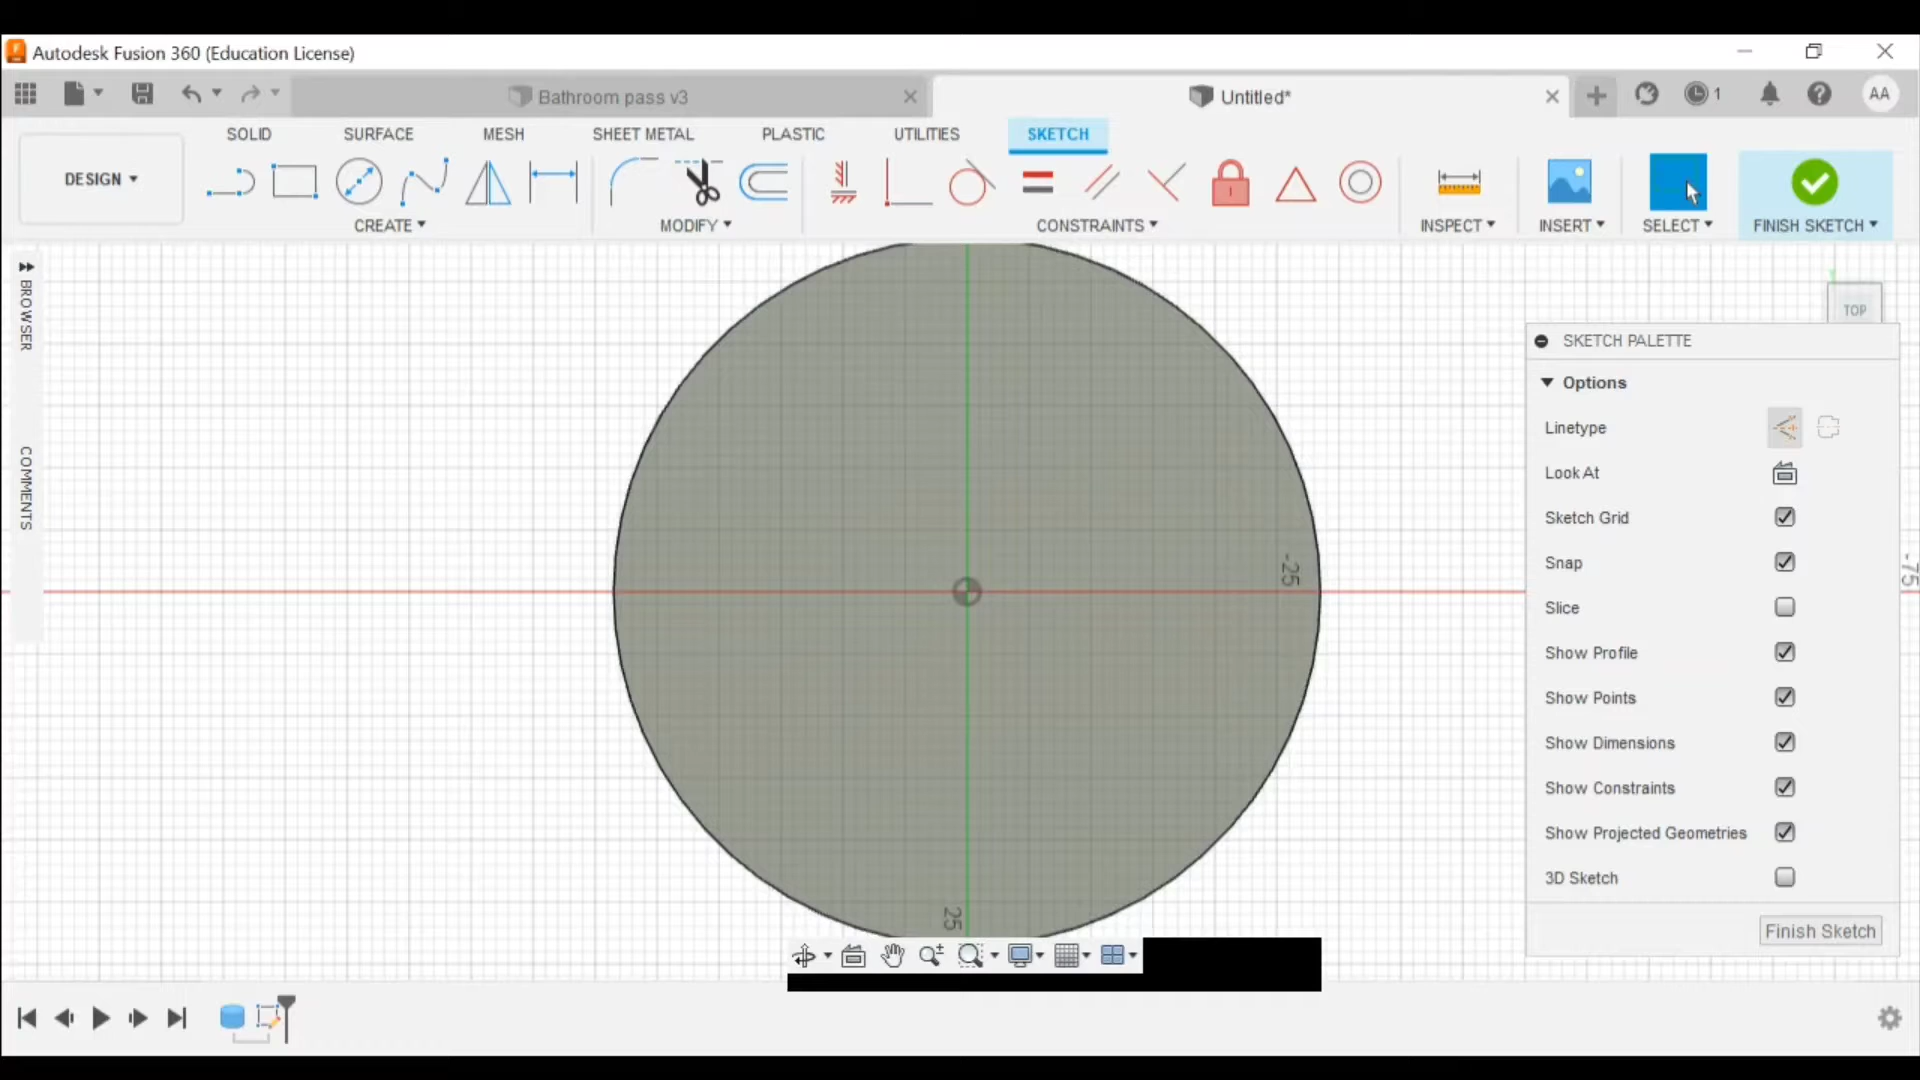 Autodesk Fusion 360 (Education License)
Bathroom pass v3
Untitled*
1
AA
DESIGN
SOLID
SURFACE
MESH
SHEET METAL
PLASTIC
UTILITIES
SKETCH
CREATE
MODIFY
CONSTRAINTS
INSPECT
INSERT
SELECT
FINISH SKETCH
BROWSER
COMMENTS
TOP
SKETCH PALETTE
Options
Linetype
Look At
Sketch Grid
Snap
Slice
Show Profile
Show Points
Show Dimensions
Show Constraints
Show Projected Geometries
3D Sketch
Finish Sketch
-25
-75
25